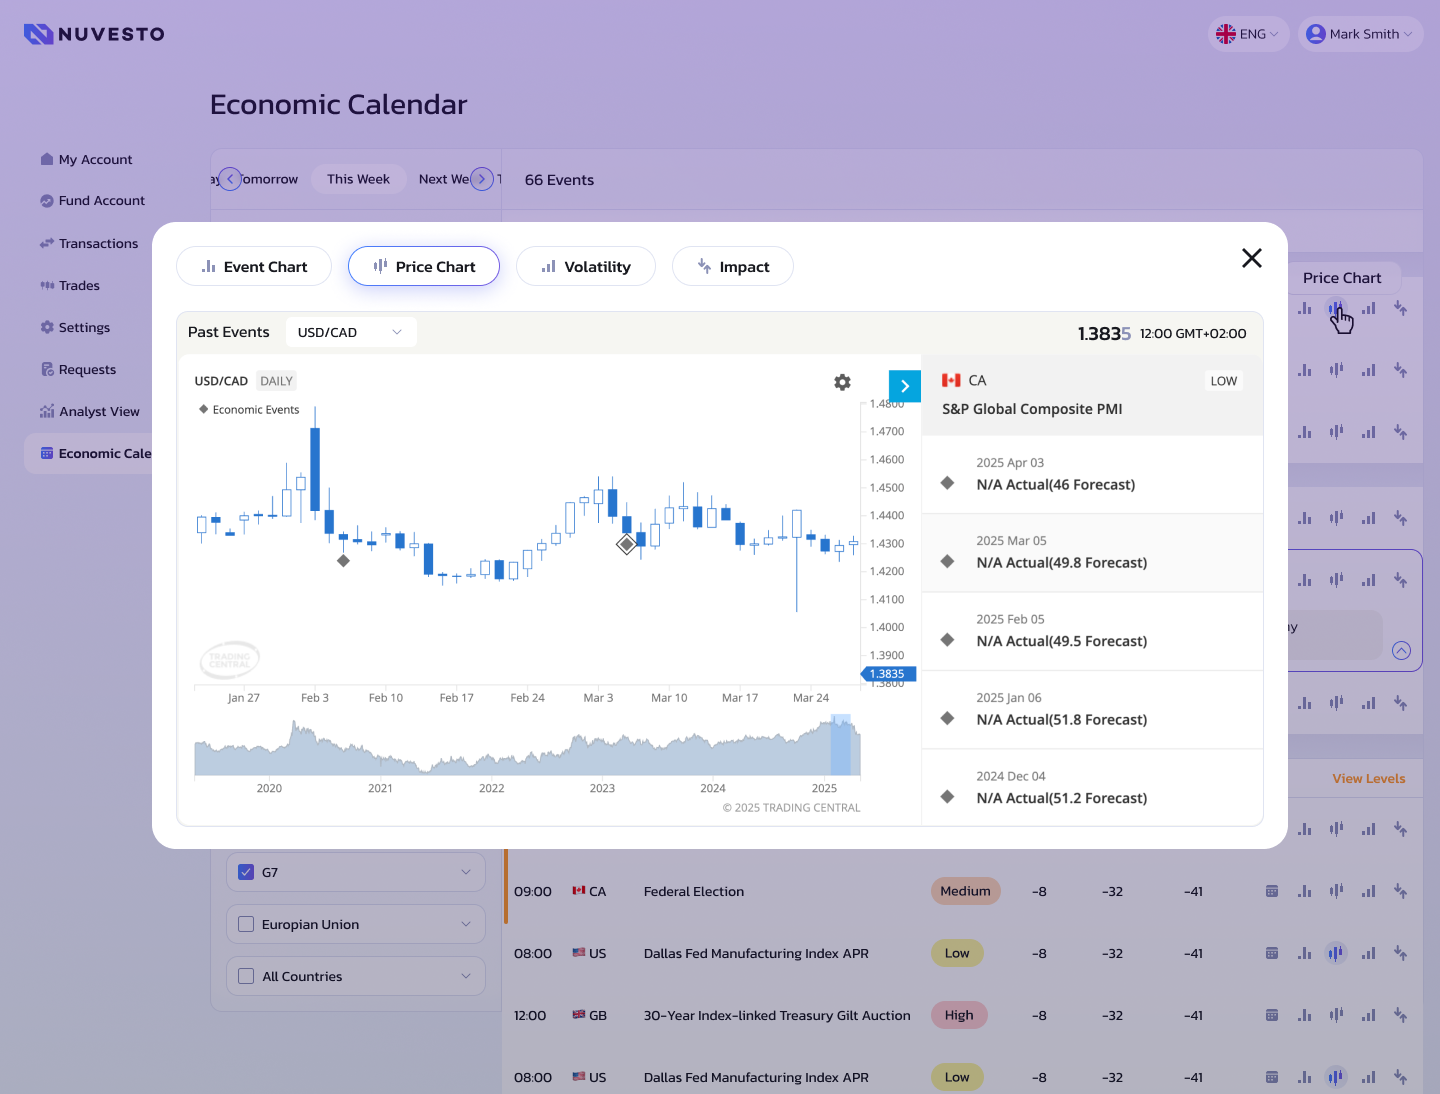 NUVESTO
ENG
Mark Smith
Economic Calendar
My Account
Fund Account
Transactions
Trades
Settings
Requests
Analyst View
Economic Cale
ay
Tomorrow
This Week
Next We
T
66 Events
Event Chart
Price Chart
Volatility
Impact
Price Chart
Past Events
USD/CAD
1.3835
12:00 GMT+02:00
USD/CAD
DAILY
Economic Events
1.4800
1.4700
1.4600
1.4500
1.4400
1.4300
1.4200
1.4100
1.4000
1.3900
1.3835
1.3800
TRADING
CENTRAL
Jan 27
Feb 3
Feb 10
Feb 17
Feb 24
Mar 3
Mar 10
Mar 17
Mar 24
2020
2021
2022
2023
2024
2025
© 2025 TRADING CENTRAL
CA
LOW
S&P Global Composite PMI
2025 Apr 03
N/A Actual(46 Forecast)
2025 Mar 05
N/A Actual(49.8 Forecast)
2025 Feb 05
N/A Actual(49.5 Forecast)
2025 Jan 06
N/A Actual(51.8 Forecast)
2024 Dec 04
N/A Actual(51.2 Forecast)
View Levels
G7
Europian Union
All Countries
09:00 CA Federal Election Medium -8 -32 -41
08:00 US Dallas Fed Manufacturing Index APR Low -8 -32 -41
12:00 GB 30-Year Index-linked Treasury Gilt Auction High -8 -32 -41
08:00 US Dallas Fed Manufacturing Index APR Low -8 -32 -41